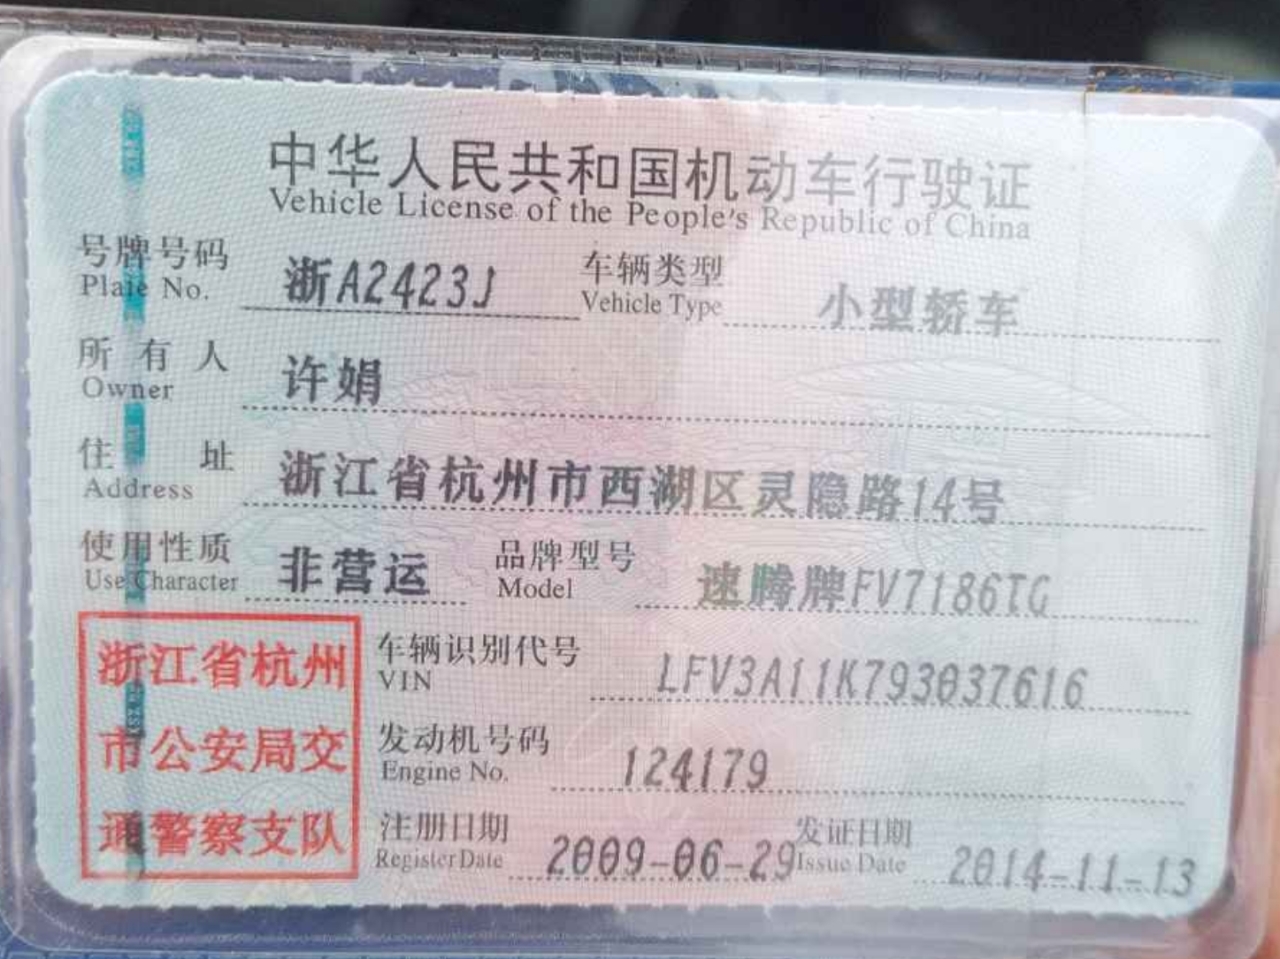 中华人民共和国机动车行驶证
Vehicle License of the People's Republic of China
号牌号码 浙A2423J 车辆类型 小型轿车
Plate No. Vehicle Type
所有人 许娟
Owner
住址 浙江省杭州市西湖区灵隐路14号
Address
使用性质 非营运 品牌型号 速腾牌FV7186TG
Use Character Model
浙江省杭州
市公安局交
通警察支队
车辆识别代号 LFV3A11K793037616
VIN
发动机号码 124179
Engine No.
注册日期 2009-06-29 发证日期 2014-11-13
Register Date Issue Date